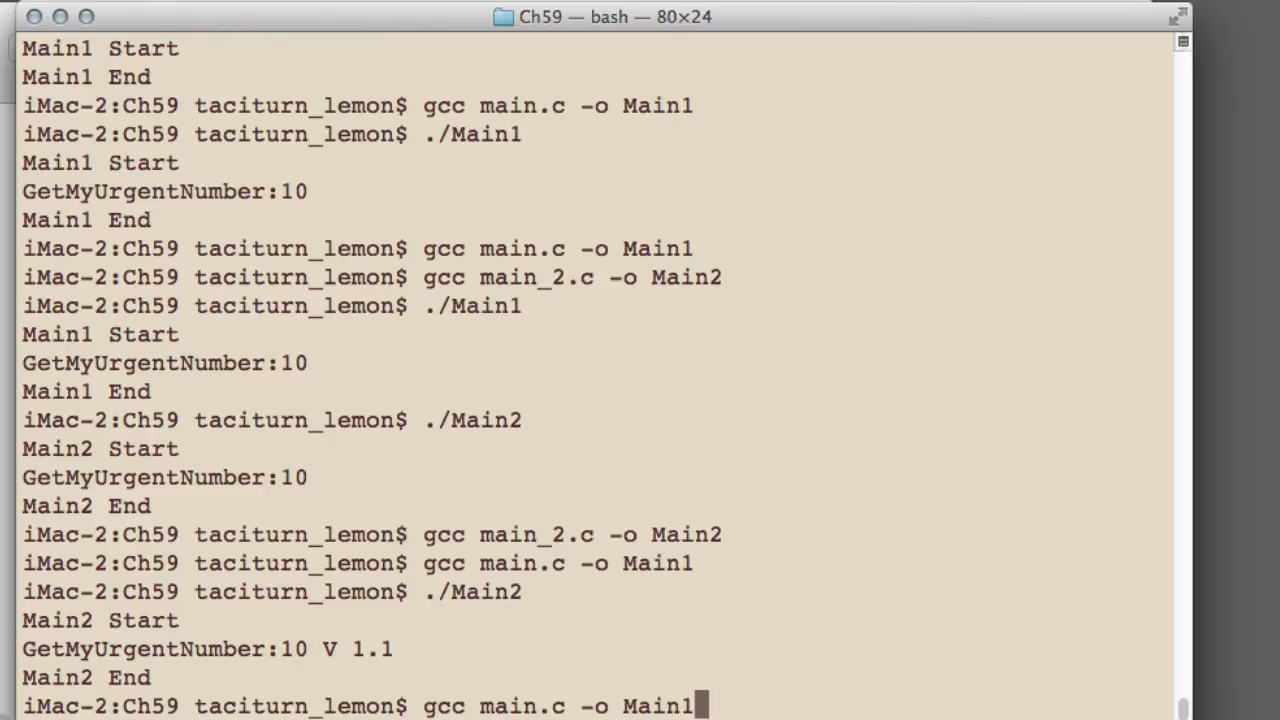 Ch59 — bash — 80×24
Main1 Start
Main1 End
iMac-2:Ch59 taciturn_lemon$ gcc main.c -o Main1
iMac-2:Ch59 taciturn_lemon$ ./Main1
Main1 Start
GetMyUrgentNumber:10
Main1 End
iMac-2:Ch59 taciturn_lemon$ gcc main.c -o Main1
iMac-2:Ch59 taciturn_lemon$ gcc main_2.c -o Main2
iMac-2:Ch59 taciturn_lemon$ ./Main1
Main1 Start
GetMyUrgentNumber:10
Main1 End
iMac-2:Ch59 taciturn_lemon$ ./Main2
Main2 Start
GetMyUrgentNumber:10
Main2 End
iMac-2:Ch59 taciturn_lemon$ gcc main_2.c -o Main2
iMac-2:Ch59 taciturn_lemon$ gcc main.c -o Main1
iMac-2:Ch59 taciturn_lemon$ ./Main2
Main2 Start
GetMyUrgentNumber:10 V 1.1
Main2 End
iMac-2:Ch59 taciturn_lemon$ gcc main.c -o Main1